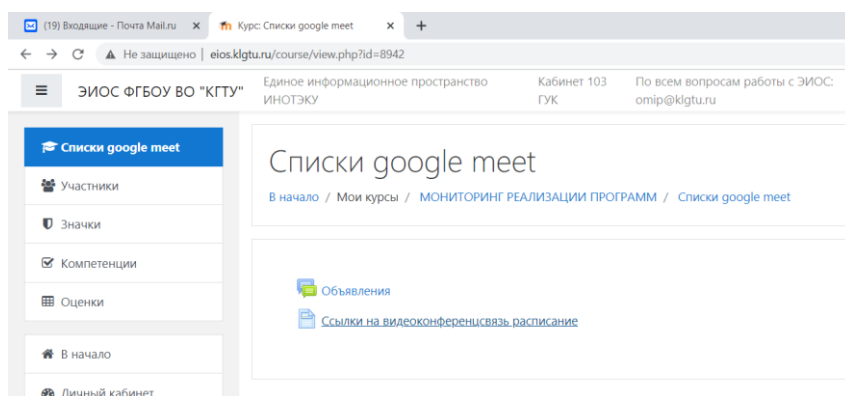 (19) Входящие - Почта Mail.ru
Курс: Списки google meet
Не защищено | eios.klgtu.ru/course/view.php?id=8942
ЭИОС ФГБОУ ВО "КГТУ"
Единое информационное пространство
ИНОТЭКУ
Кабинет 103
ГУК
По всем вопросам работы с ЭИОС:
omip@klgtu.ru
Списки google meet
Участники
Значки
Компетенции
Оценки
В начало
Личный кабинет
Списки google meet
В начало / Мои курсы / МОНИТОРИНГ РЕАЛИЗАЦИИ ПРОГРАММ / Списки google meet
Объявления
Ссылки на видеоконференцсвязь расписание